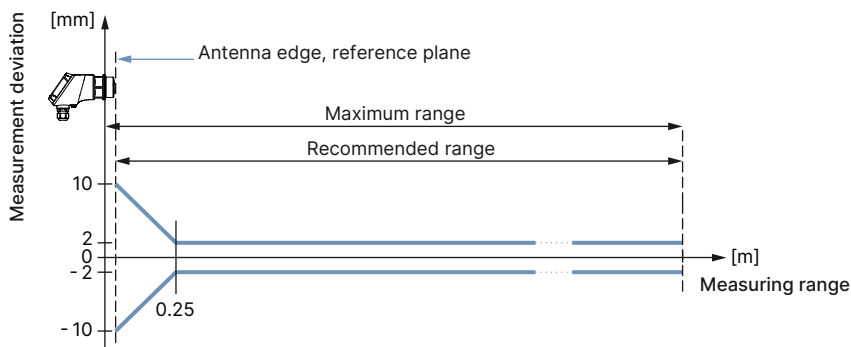 [mm]
Measurement deviation
Antenna edge, reference plane
Maximum range
Recommended range
10
2
0
- 2
- 10
0.25
[m]
Measuring range